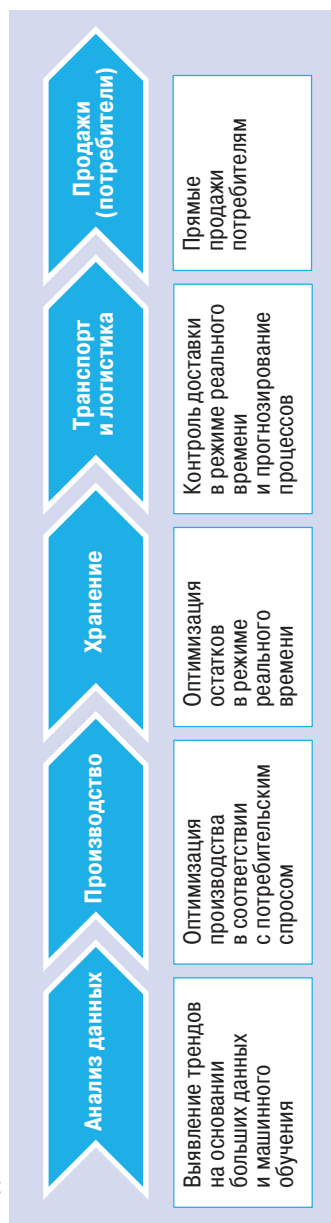 Анализ данных
Производство
Хранение
Транспорт
и логистика
Продажи
(потребители)
Выявление трендов
на основании
больших данных
и машинного
обучения
Оптимизация
производства
в соответствии
с потребительским
спросом
Оптимизация
остатков
в режиме
реального
времени
Контроль доставки
в режиме реального
времени
и прогнозирование
процессов
Прямые
продажи
потребителям